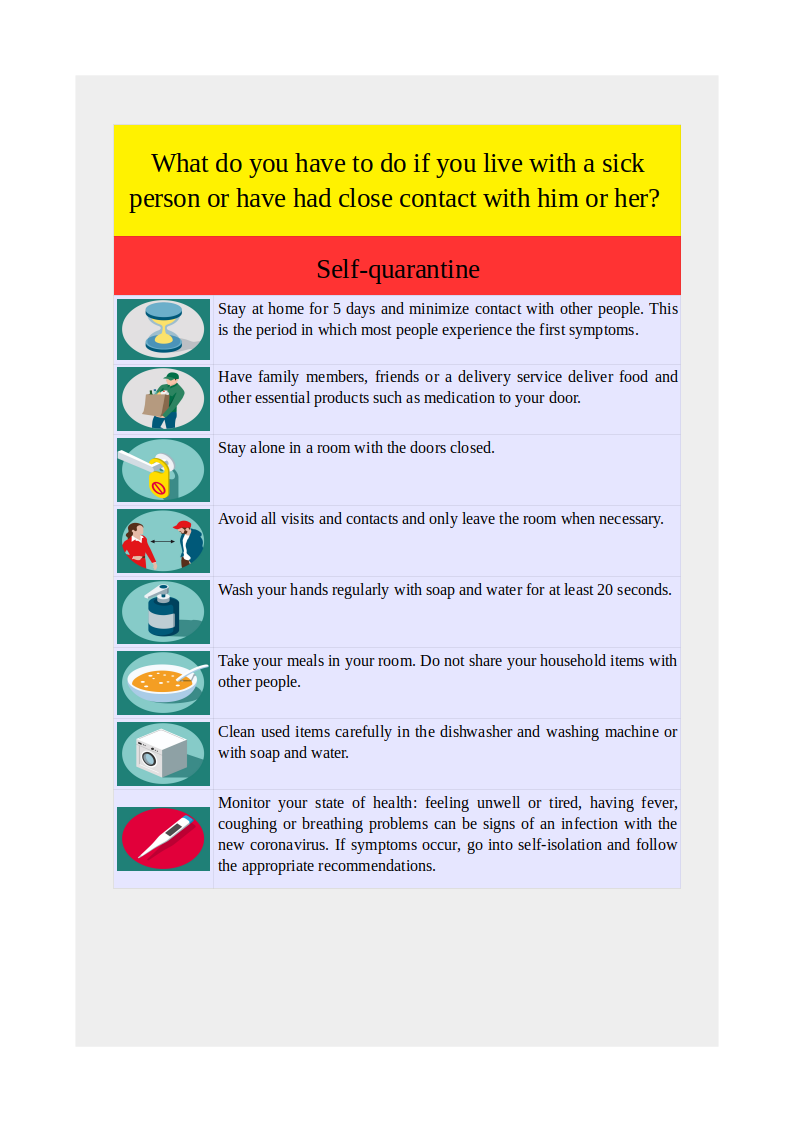 What do you have to do if you live with a sick
person or have had close contact with him or her?
Self-quarantine
Stay at home for 5 days and minimize contact with other people. This
is the period in which most people experience the first symptoms.
Have family members, friends or a delivery service deliver food and
other essential products such as medication to your door.
Stay alone in a room with the doors closed.
Avoid all visits and contacts and only leave the room when necessary.
Wash your hands regularly with soap and water for at least 20 seconds.
Take your meals in your room. Do not share your household items with
other people.
Clean used items carefully in the dishwasher and washing machine or
with soap and water.
Monitor your state of health: feeling unwell or tired, having fever,
coughing or breathing problems can be signs of an infection with the
new coronavirus. If symptoms occur, go into self-isolation and follow
the appropriate recommendations.